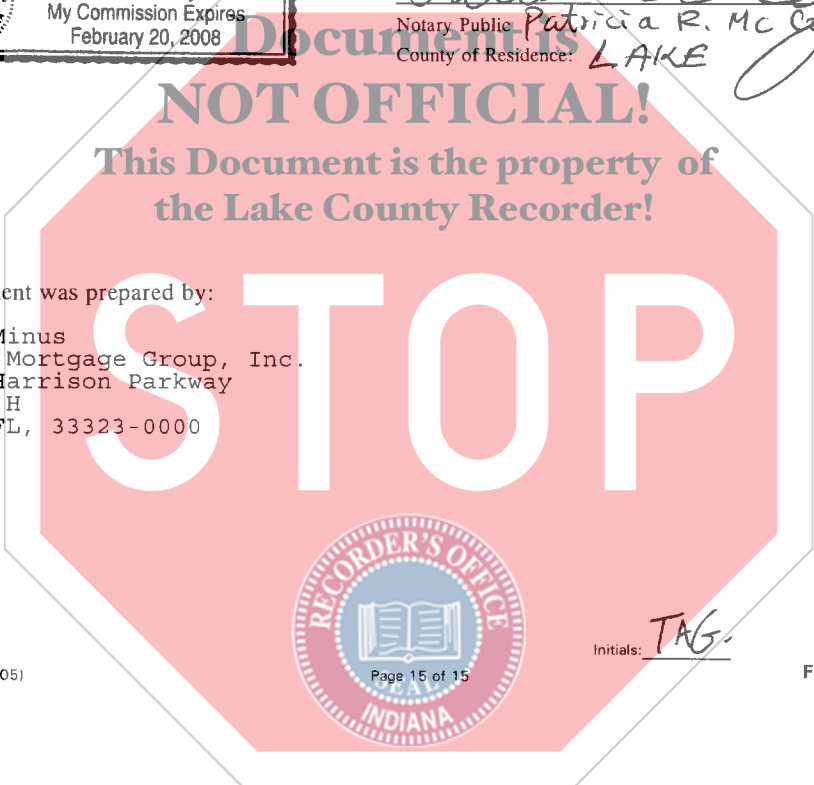 My Commission Expires
February 20, 2008
Notary Public Patricia R. Mc
County of Residence: LAKE
Document is
NOT OFFICIAL!
This Document is the property of
the Lake County Recorder!
STOP
ent was prepared by:
Minus
Mortgage Group, Inc.
Harrison Parkway
H
FL, 33323-0000
RECORDER'S OFFICE
SEAL
INDIANA
Initials: TAG.
05)
Page 15 of 15
F